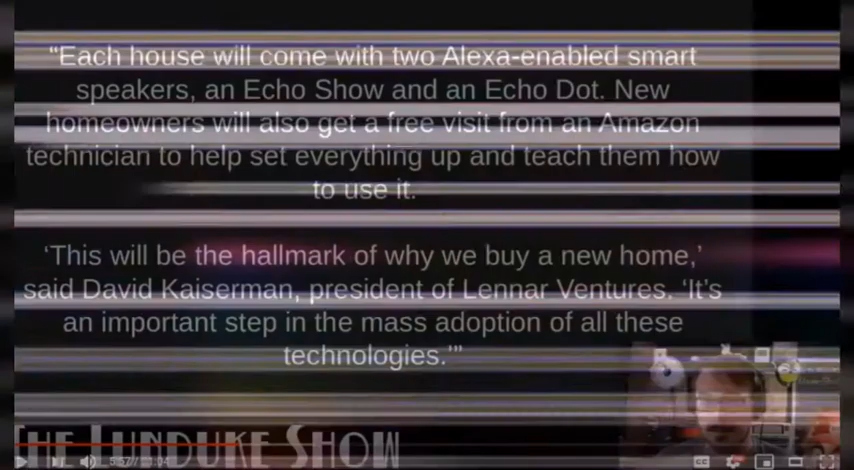 “Each house will come with two Alexa-enabled smart
speakers, an Echo Show and an Echo Dot. New
homeowners will also get a free visit from an Amazon
technician to help set everything up and teach them how
to use it.
‘This will be the hallmark of why we buy a new home,’
said David Kaiserman, president of Lennar Ventures. ‘It’s
an important step in the mass adoption of all these
technologies.’”
THE LUNDUKE SHOW
CC